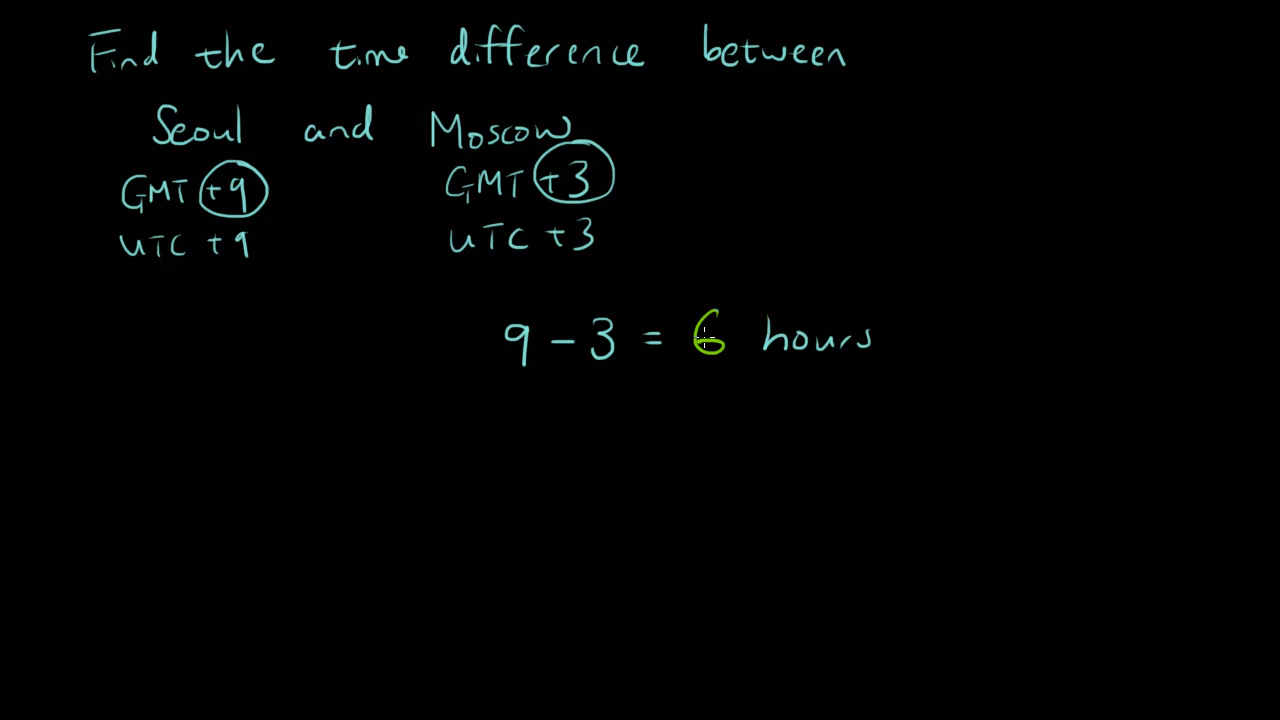 Find the time difference between
Seoul and Moscow
GMT +9 GMT +3
UTC +9 UTC +3
9 - 3 = 6 hours